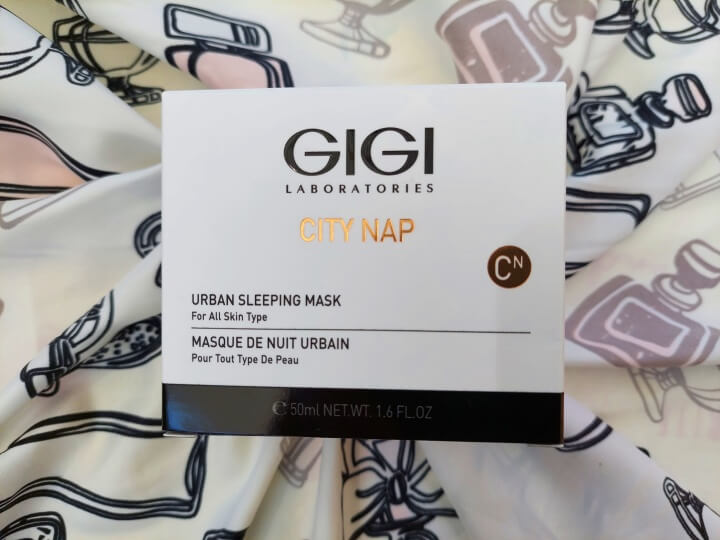 GIGI
LABORATORIES
CITY NAP
CN
URBAN SLEEPING MASK
For All Skin Type
MASQUE DE NUIT URBAIN
Pour Tout Type De Peau
℮ 50ml NET.WT. 1.6 FL.OZ